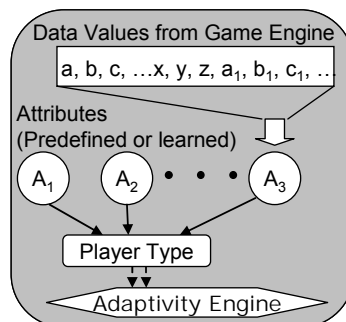 Data Values from Game Engine
a, b, c, …x, y, z, a1, b1, c1, …
Attributes
(Predefined or learned)
A1 A2 • • • A3
Player Type
Adaptivity Engine